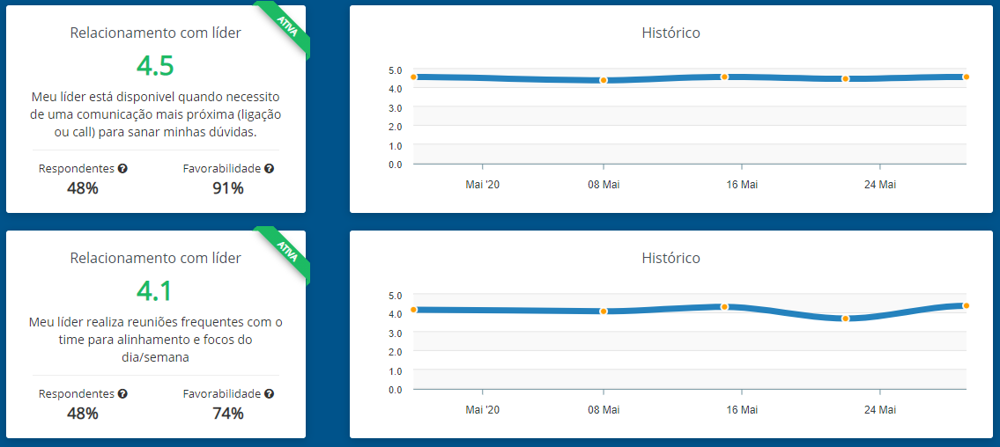 ATIVA
Relacionamento com líder
4.5
Meu líder está disponivel quando necessito
de uma comunicação mais próxima (ligação
ou call) para sanar minhas dúvidas.
Respondentes Favorabilidade
48% 91%
Histórico
5.0
4.0
3.0
2.0
1.0
0.0
Mai '20 08 Mai 16 Mai 24 Mai
ATIVA
Relacionamento com líder
4.1
Meu líder realiza reuniões frequentes com o
time para alinhamento e focos do
dia/semana
Respondentes Favorabilidade
48% 74%
Histórico
5.0
4.0
3.0
2.0
1.0
0.0
Mai '20 08 Mai 16 Mai 24 Mai